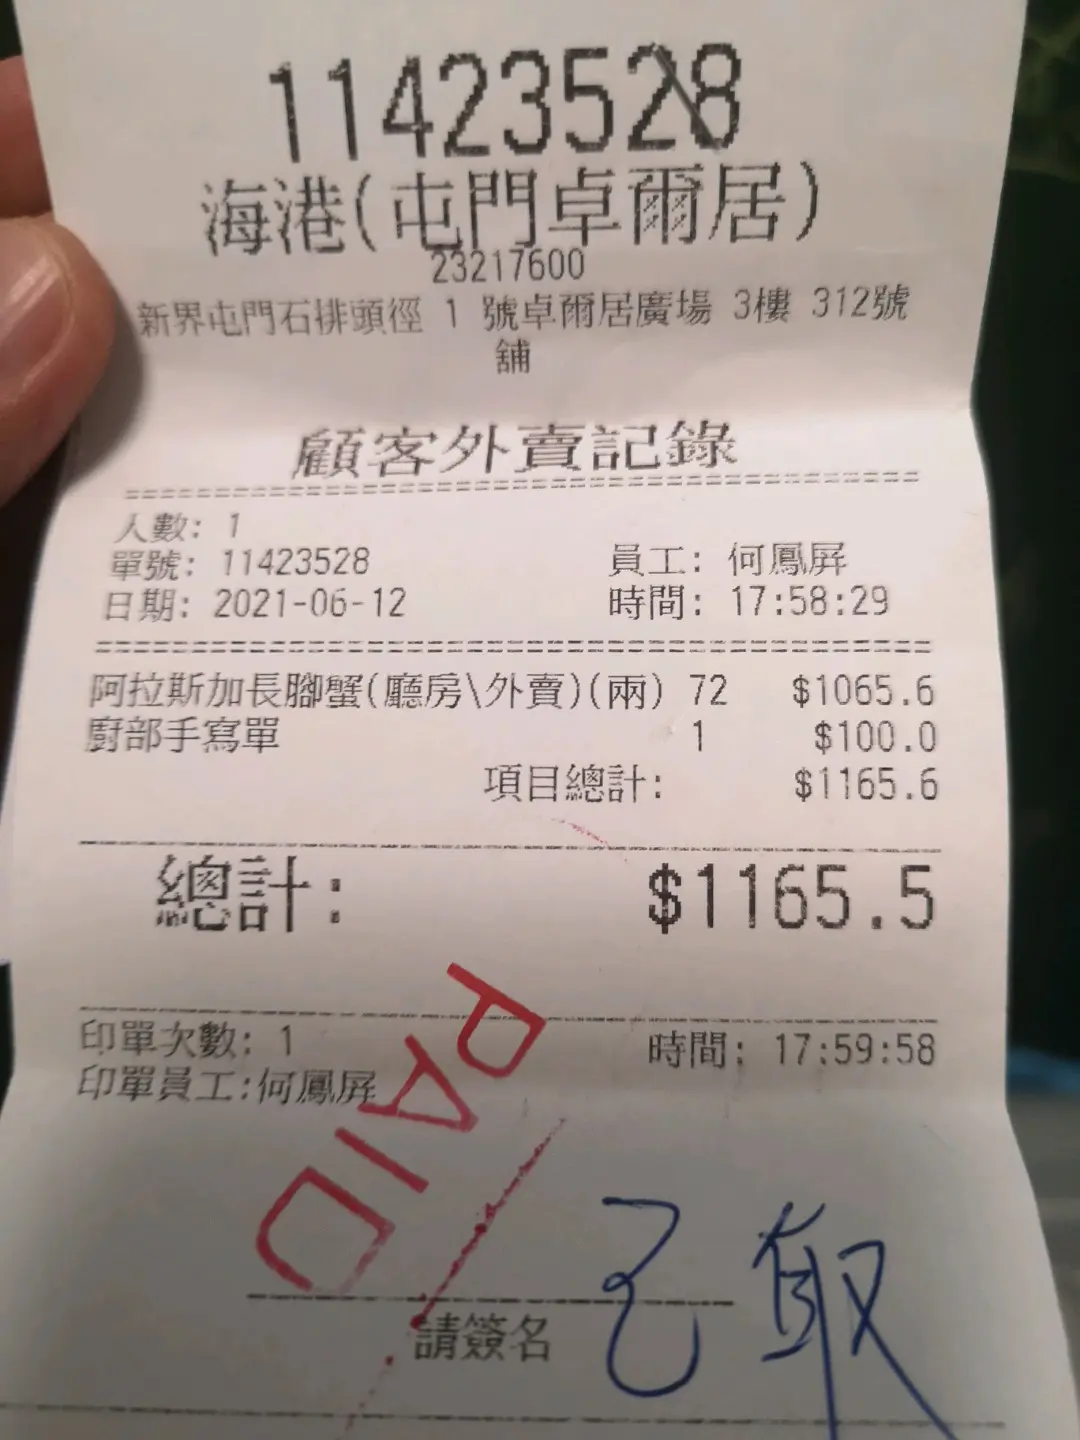 11423528
海港(屯門卓爾居)
23217600
新界屯門石排頭徑 1 號卓爾居廣場 3樓 312號
舖
顧客外賣記錄
人數: 1
單號: 11423528 員工: 何鳳屏
日期: 2021-06-12 時間: 17:58:29
阿拉斯加長腳蟹(廳房\外賣)(兩) 72 $1065.6
廚部手寫單 1 $100.0
項目總計: $1165.6
總計: $1165.5
印單次數: 1 時間: 17:59:58
印單員工:何鳳屏
PAID
已取
請簽名